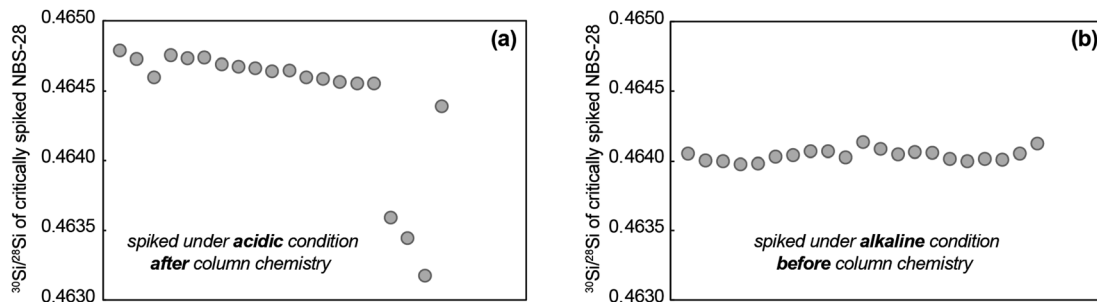 ³⁰Si/²⁸Si of critically spiked NBS-28
0.4650
0.4645
0.4640
0.4635
0.4630
(a)
spiked under acidic condition
after column chemistry
³⁰Si/²⁸Si of critically spiked NBS-28
0.4650
0.4645
0.4640
0.4635
0.4630
(b)
spiked under alkaline condition
before column chemistry